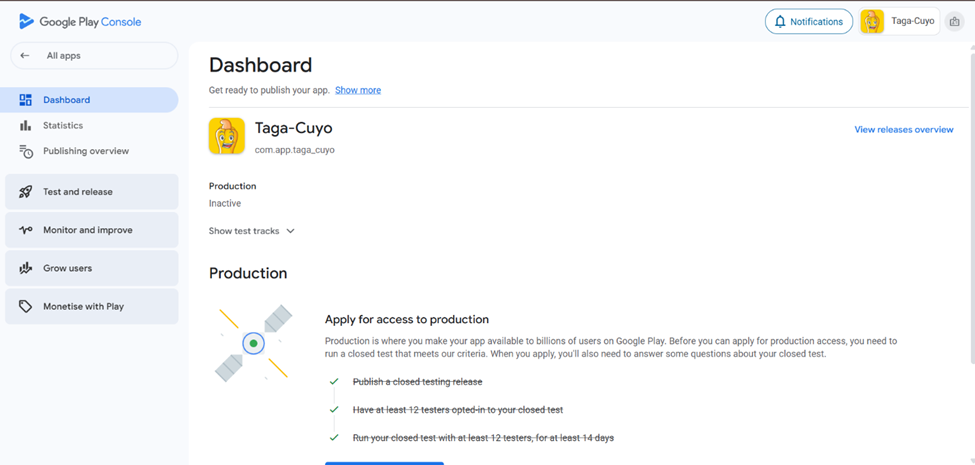 Google Play Console
Notifications
Taga-Cuyo
All apps
Dashboard
Statistics
Publishing overview
Test and release
Monitor and improve
Grow users
Monetise with Play
Dashboard
Get ready to publish your app. Show more
Taga-Cuyo
com.app.taga_cuyo
View releases overview
Production
Inactive
Show test tracks
Production
Apply for access to production
Production is where you make your app available to billions of users on Google Play. Before you can apply for production access, you need to
run a closed test that meets our criteria. When you apply, you'll also need to answer some questions about your closed test.
Publish a closed testing release
Have at least 12 testers opted-in to your closed test
Run your closed test with at least 12 testers, for at least 14 days